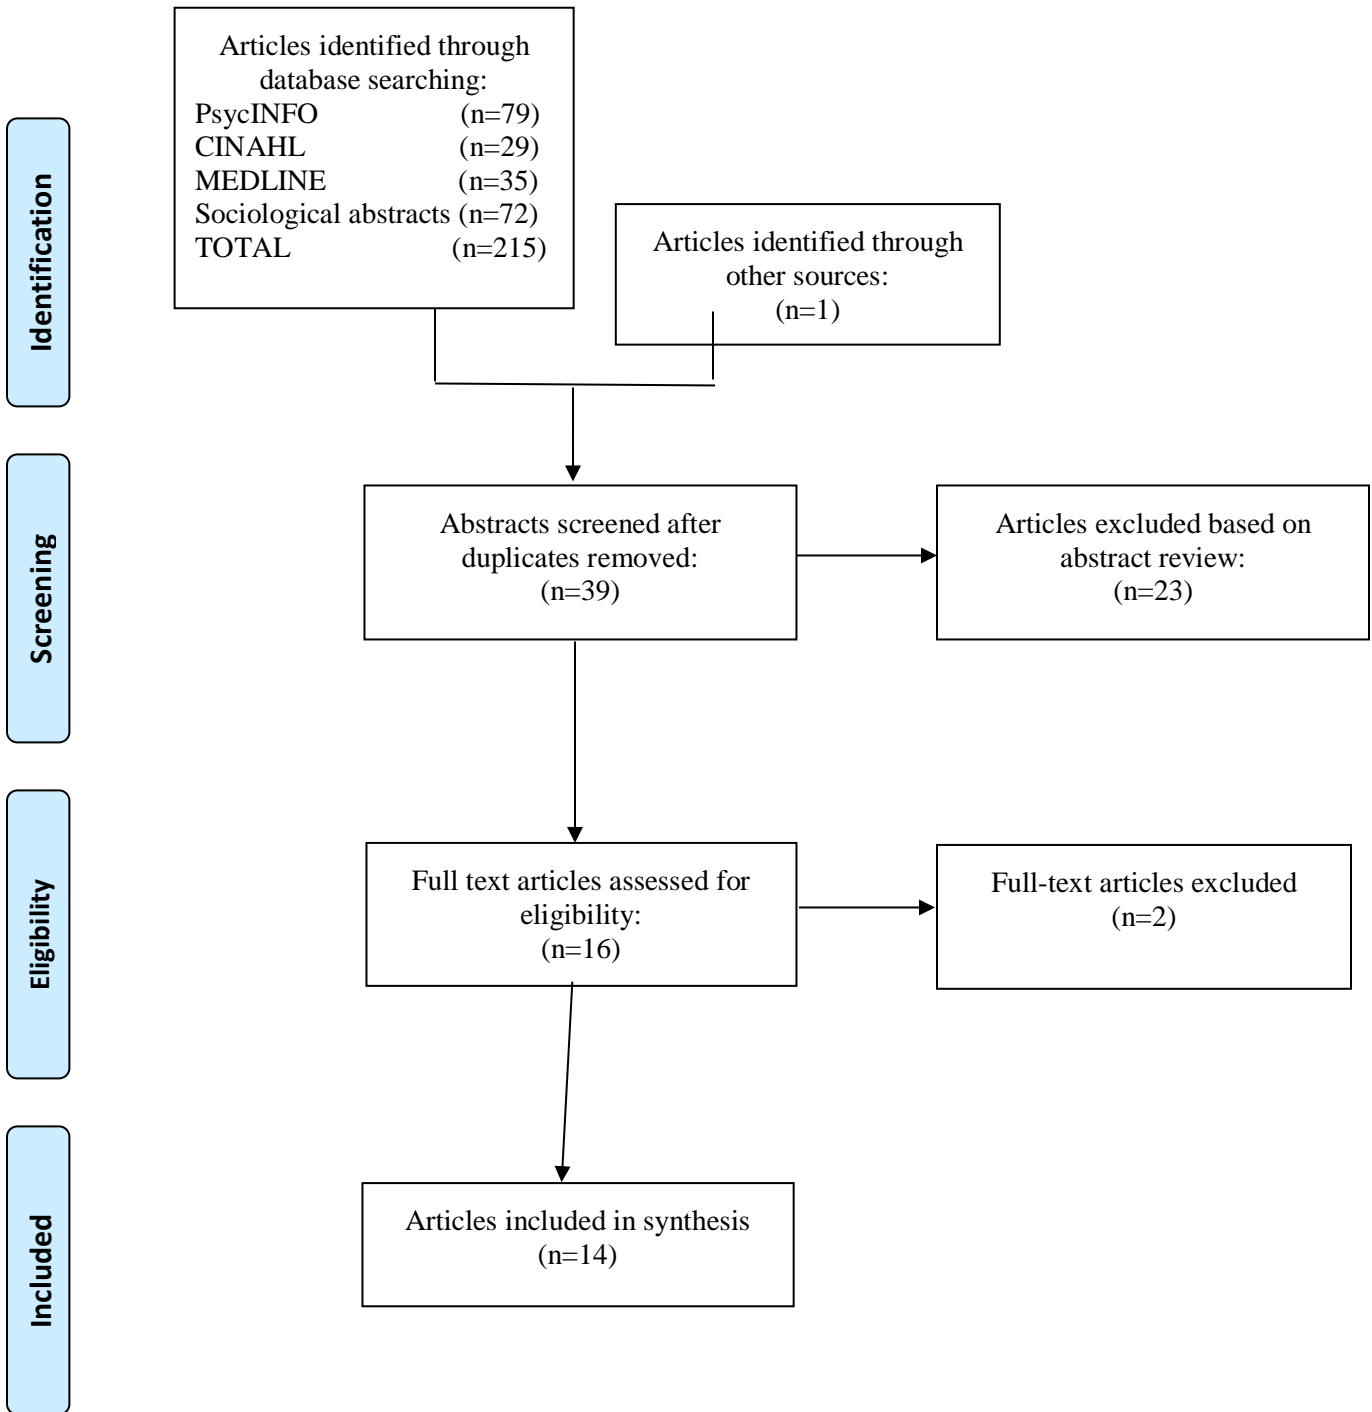 Articles identified through
database searching:
PsycINFO (n=79)
CINAHL (n=29)
MEDLINE (n=35)
Sociological abstracts (n=72)
TOTAL (n=215)
Articles identified through
other sources:
(n=1)
Identification
Abstracts screened after
duplicates removed:
(n=39)
Articles excluded based on
abstract review:
(n=23)
Screening
Full text articles assessed for
eligibility:
(n=16)
Full-text articles excluded
(n=2)
Eligibility
Articles included in synthesis
(n=14)
Included